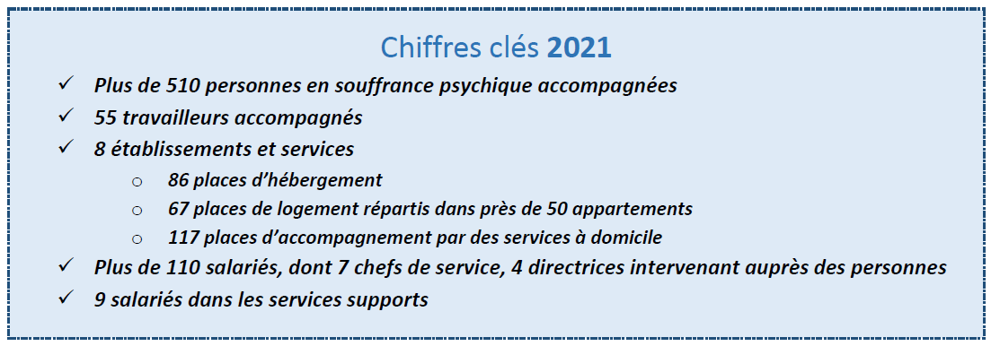 Chiffres clés 2021
✓ Plus de 510 personnes en souffrance psychique accompagnées
✓ 55 travailleurs accompagnés
✓ 8 établissements et services
o 86 places d’hébergement
o 67 places de logement répartis dans près de 50 appartements
o 117 places d’accompagnement par des services à domicile
✓ Plus de 110 salariés, dont 7 chefs de service, 4 directrices intervenant auprès des personnes
✓ 9 salariés dans les services supports